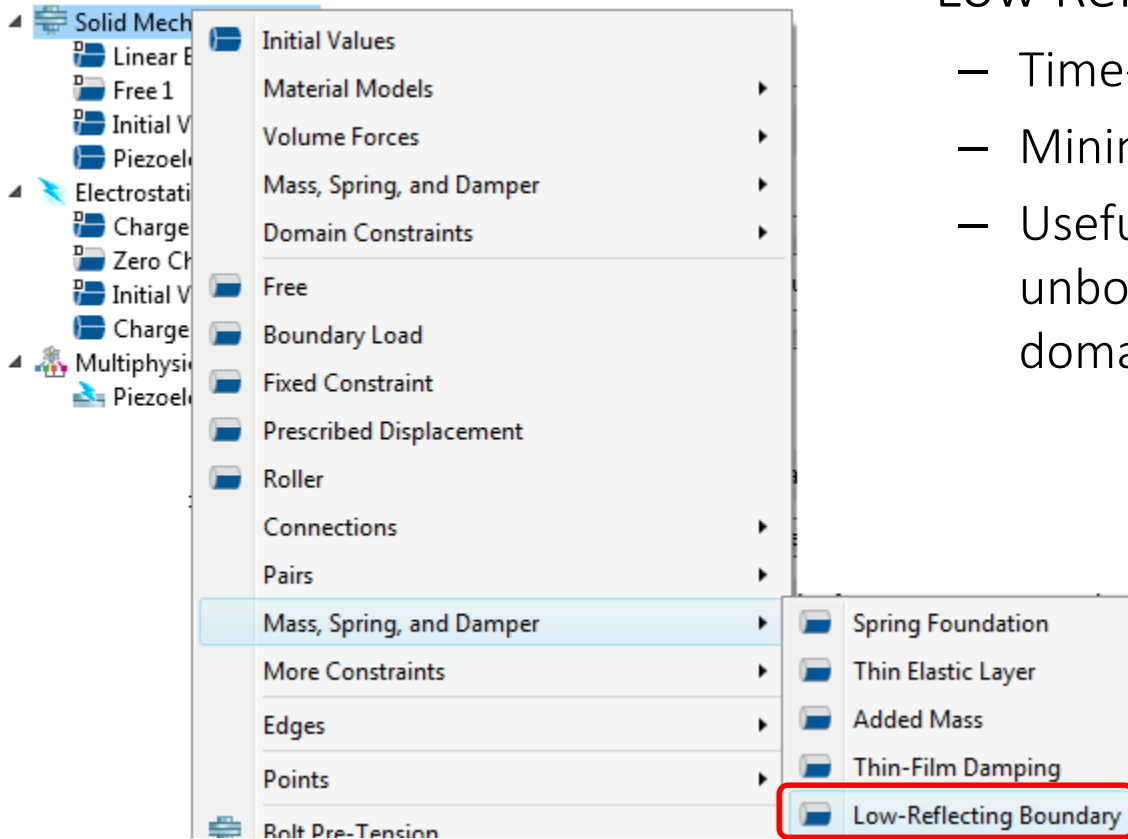 Solid Mech
Linear E
Free 1
Initial V
Piezoel
Electrostati
Charge
Zero Ch
Initial V
Charge
Multiphysi
Piezoel
Initial Values
Material Models
Volume Forces
Mass, Spring, and Damper
Domain Constraints
Free
Boundary Load
Fixed Constraint
Prescribed Displacement
Roller
Connections
Pairs
Mass, Spring, and Damper
More Constraints
Edges
Points
Bolt Pre-Tension
Spring Foundation
Thin Elastic Layer
Added Mass
Thin-Film Damping
Low-Reflecting Boundary
Low-Ref
– Time-
– Minir
– Usefu
unbo
doma